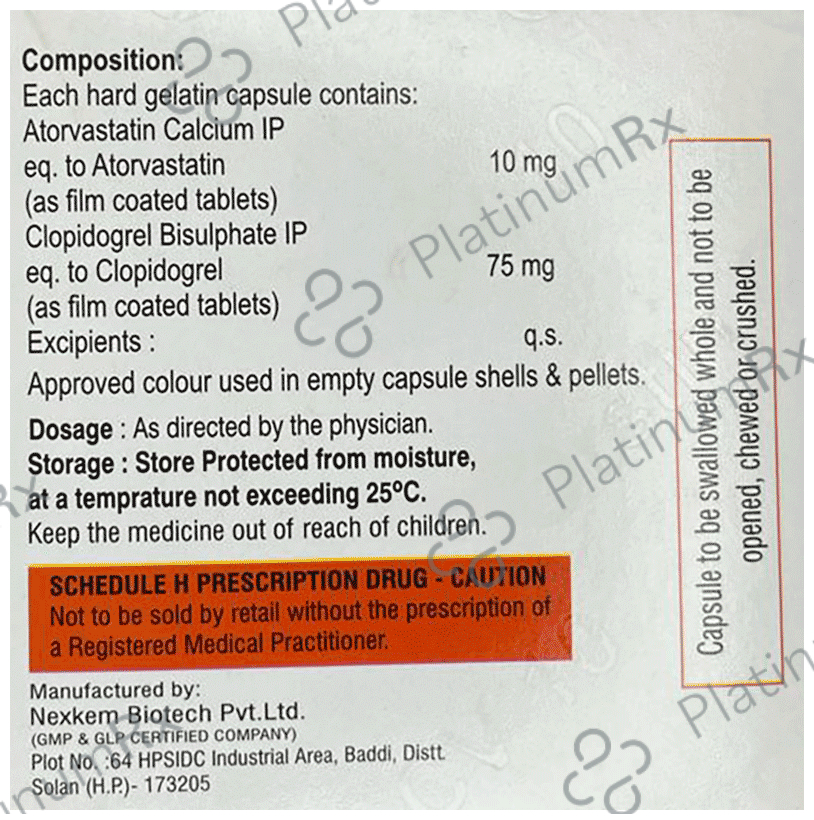 Composition:
Each hard gelatin capsule contains:
Atorvastatin Calcium IP
eq. to Atorvastatin 10 mg
(as film coated tablets)
Clopidogrel Bisulphate IP
eq. to Clopidogrel 75 mg
(as film coated tablets)
Excipients : q.s.
Approved colour used in empty capsule shells & pellets.
Dosage : As directed by the physician.
Storage : Store Protected from moisture,
at a temprature not exceeding 25ºC.
Keep the medicine out of reach of children.
SCHEDULE H PRESCRIPTION DRUG - CAUTION
Not to be sold by retail without the prescription of
a Registered Medical Practitioner.
Manufactured by:
Nexkem Biotech Pvt.Ltd.
(GMP & GLP CERTIFIED COMPANY)
Plot No. :64 HPSIDC Industrial Area, Baddi, Distt.
Solan (H.P.)- 173205
Capsule to be swallowed whole and not to be
opened, chewed or crushed.
PlatinumRx
PlatinumRx